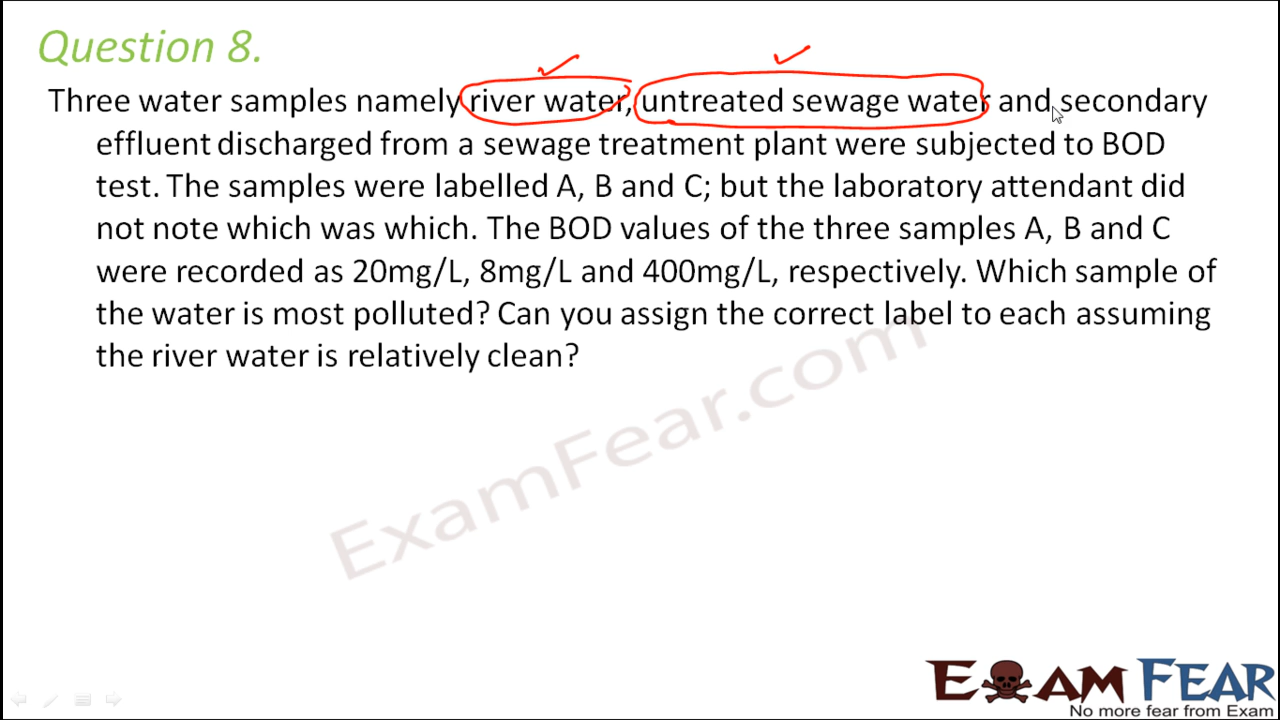 Question 8.
Three water samples namely river water, untreated sewage water and secondary
effluent discharged from a sewage treatment plant were subjected to BOD
test. The samples were labelled A, B and C; but the laboratory attendant did
not note which was which. The BOD values of the three samples A, B and C
were recorded as 20mg/L, 8mg/L and 400mg/L, respectively. Which sample of
the water is most polluted? Can you assign the correct label to each assuming
the river water is relatively clean?
ExamFear.com
EXAM FEAR
No more fear from Exam